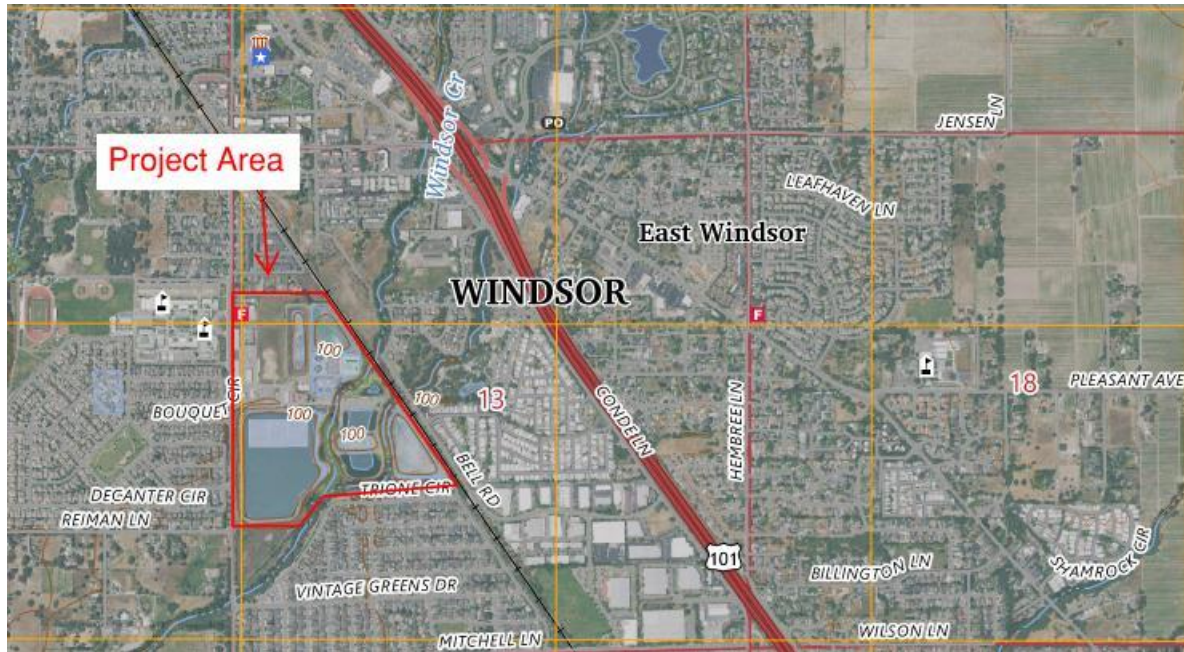 PO
JENSEN LN
Windsor Cr
Project Area
LEAFHAVEN LN
East Windsor
WINDSOR
F
F
100
100
100
100
13
18
PLEASANT AVE
BOUQUET CIR
CONDE LN
HEMBREE LN
BELL RD
DECANTER CIR
TRIONE CIR
REIMAN LN
101
SHAMROCK CIR
BILLINGTON LN
VINTAGE GREENS DR
WILSON LN
MITCHELL LN